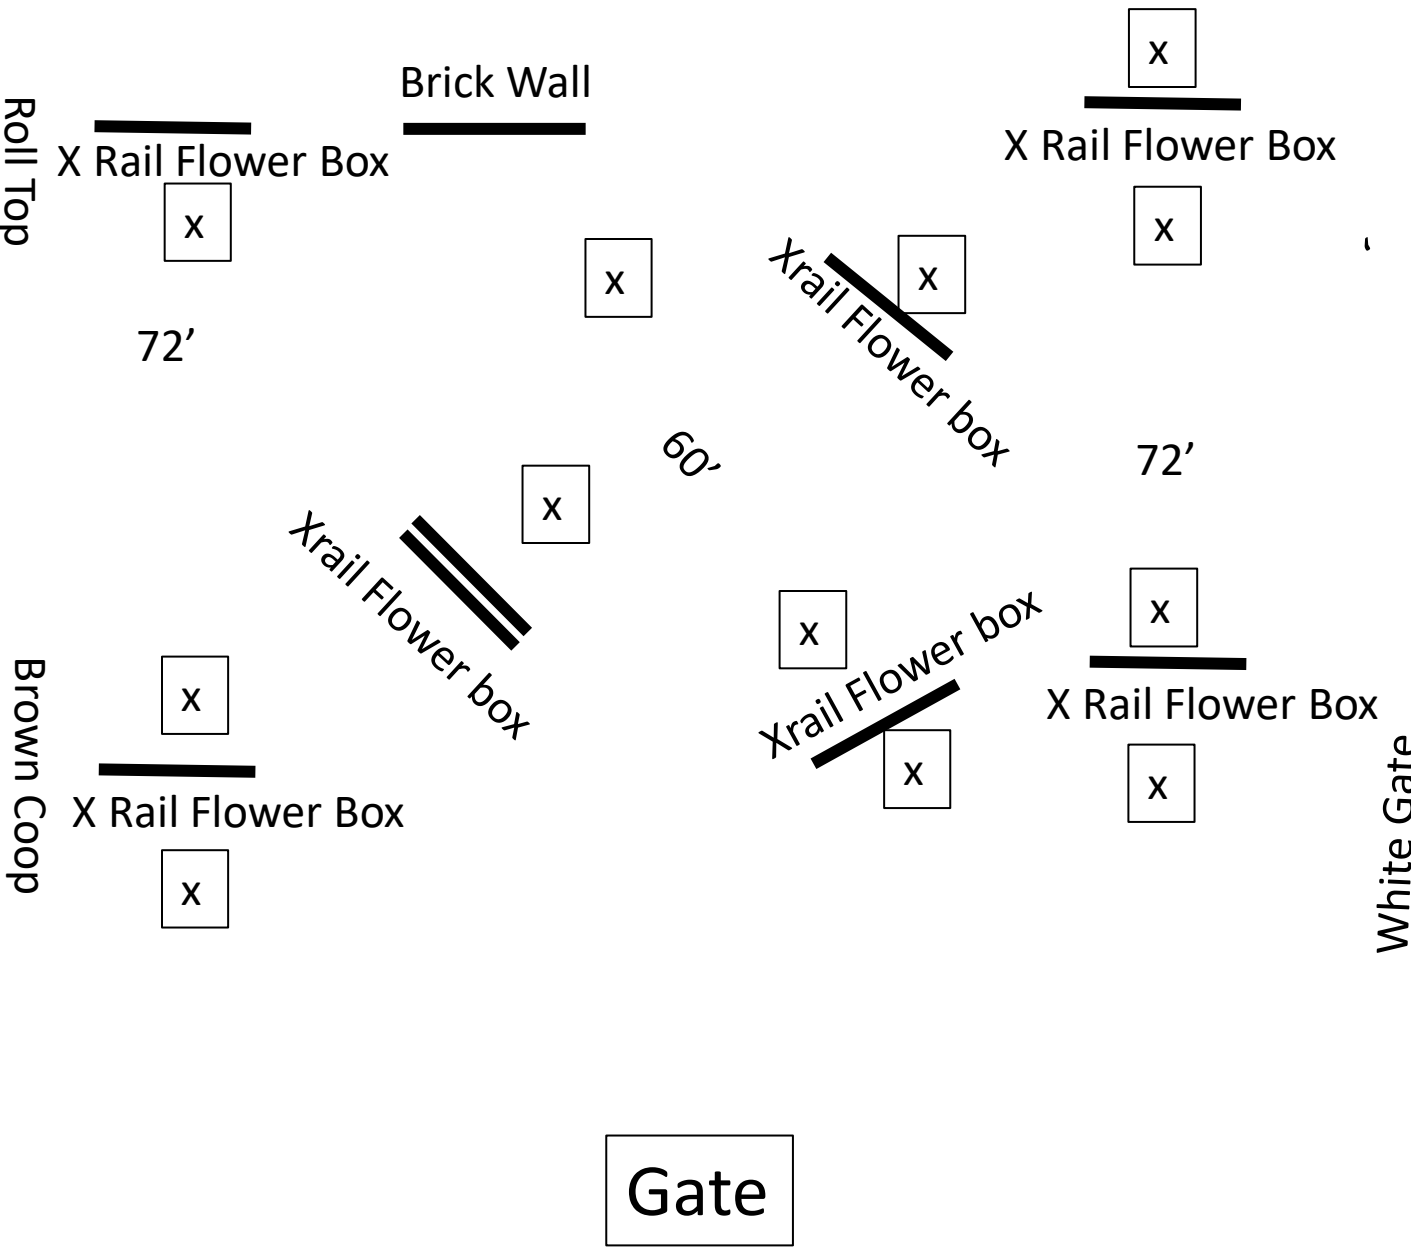 x
Brick Wall
Roll Top
X Rail Flower Box
X Rail Flower Box
x
x
x
x
Xrail Flower box
72’
60’
72’
x
Xrail Flower box
x
x
Xrail Flower box
x
Brown Coop
X Rail Flower Box
x
x
X Rail Flower Box
White Gate
x
Gate